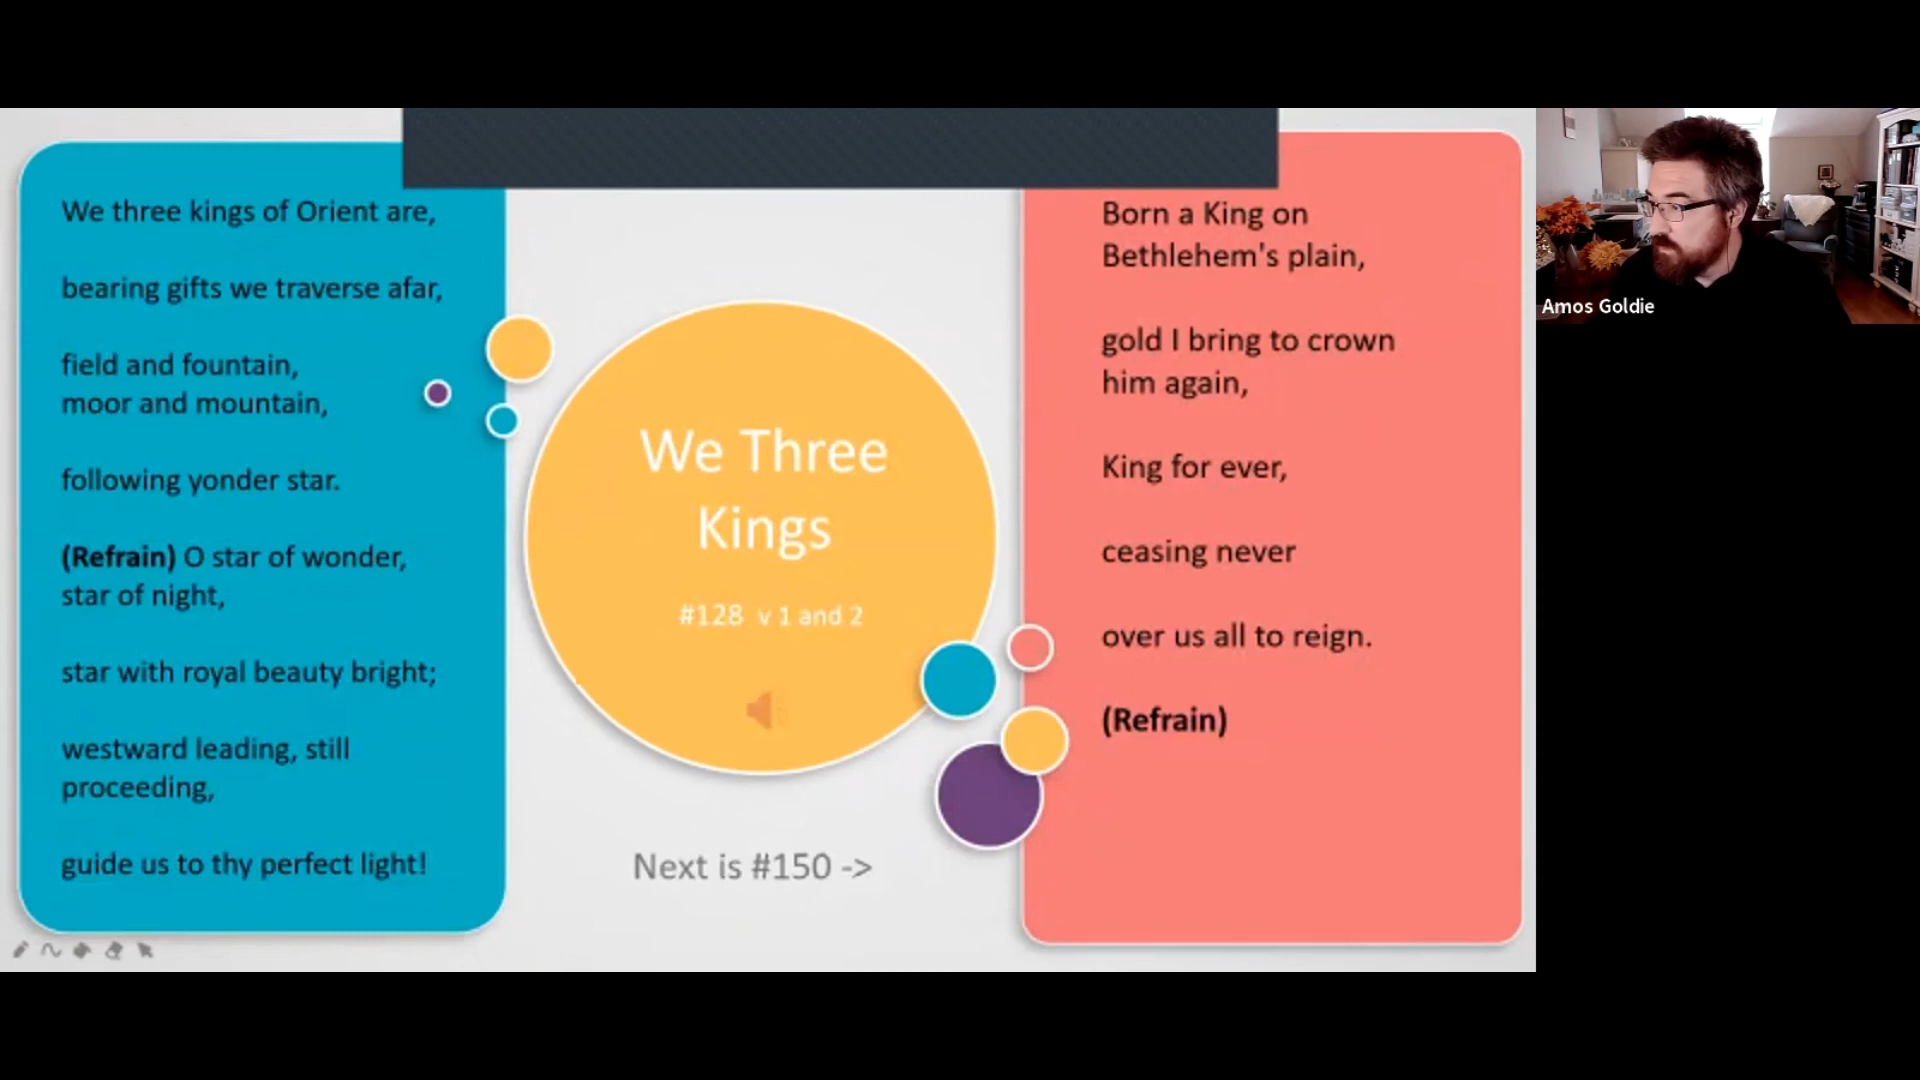 We three kings of Orient are,
bearing gifts we traverse afar,
field and fountain,
moor and mountain,
following yonder star.
(Refrain) O star of wonder,
star of night,
star with royal beauty bright;
westward leading, still
proceeding,
guide us to thy perfect light!
We Three
Kings
#128 v 1 and 2
Next is #150 ->
Born a King on
Bethlehem's plain,
gold I bring to crown
him again,
King for ever,
ceasing never
over us all to reign.
(Refrain)
Amos Goldie